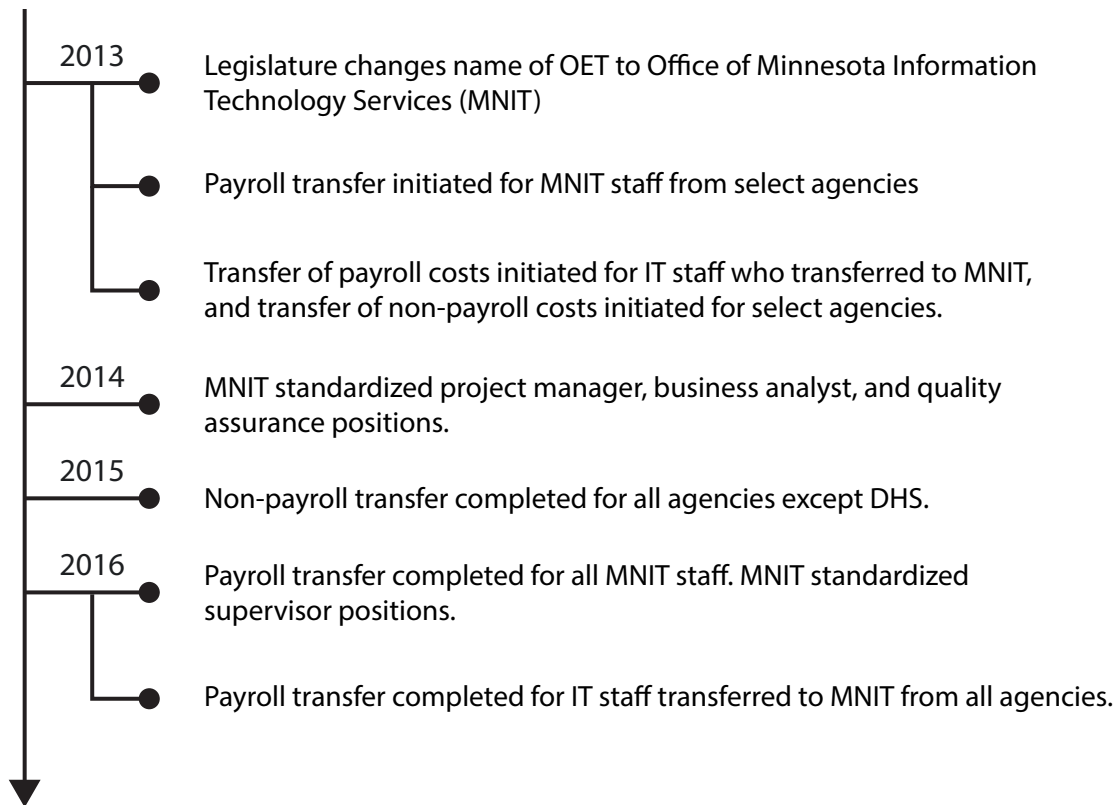 2013
Legislature changes name of OET to Office of Minnesota Information
Technology Services (MNIT)
Payroll transfer initiated for MNIT staff from select agencies
Transfer of payroll costs initiated for IT staff who transferred to MNIT,
and transfer of non-payroll costs initiated for select agencies.
2014
MNIT standardized project manager, business analyst, and quality
assurance positions.
2015
Non-payroll transfer completed for all agencies except DHS.
2016
Payroll transfer completed for all MNIT staff. MNIT standardized
supervisor positions.
Payroll transfer completed for IT staff transferred to MNIT from all agencies.